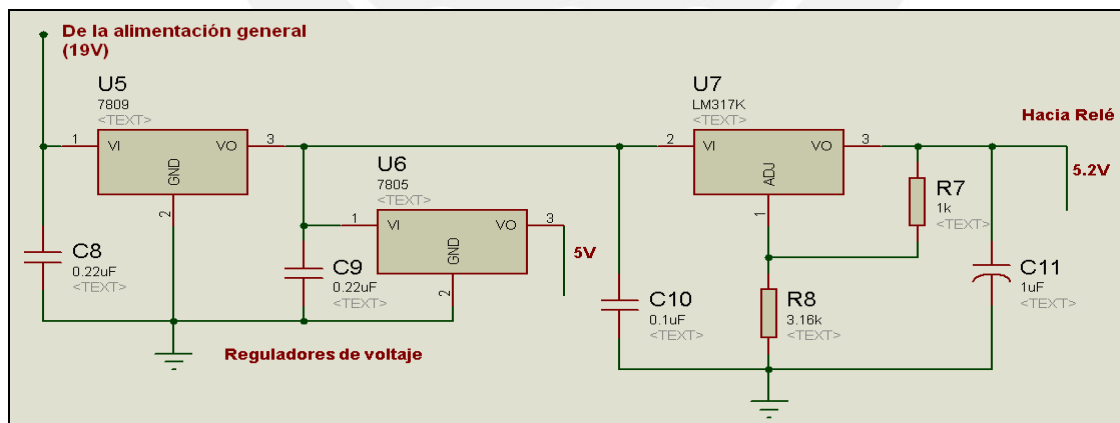 De la alimentación general
(19V)
U5
7809
<TEXT>
1
VI
VO
3
GND
2
C8
0.22uF
<TEXT>
U6
7805
<TEXT>
1
VI
VO
3
GND
2
5V
C9
0.22uF
<TEXT>
Reguladores de voltaje
U7
LM317K
<TEXT>
2
VI
VO
3
ADJ
1
C10
0.1uF
<TEXT>
R8
3.16k
<TEXT>
R7
1k
<TEXT>
C11
1uF
<TEXT>
Hacia Relé
5.2V